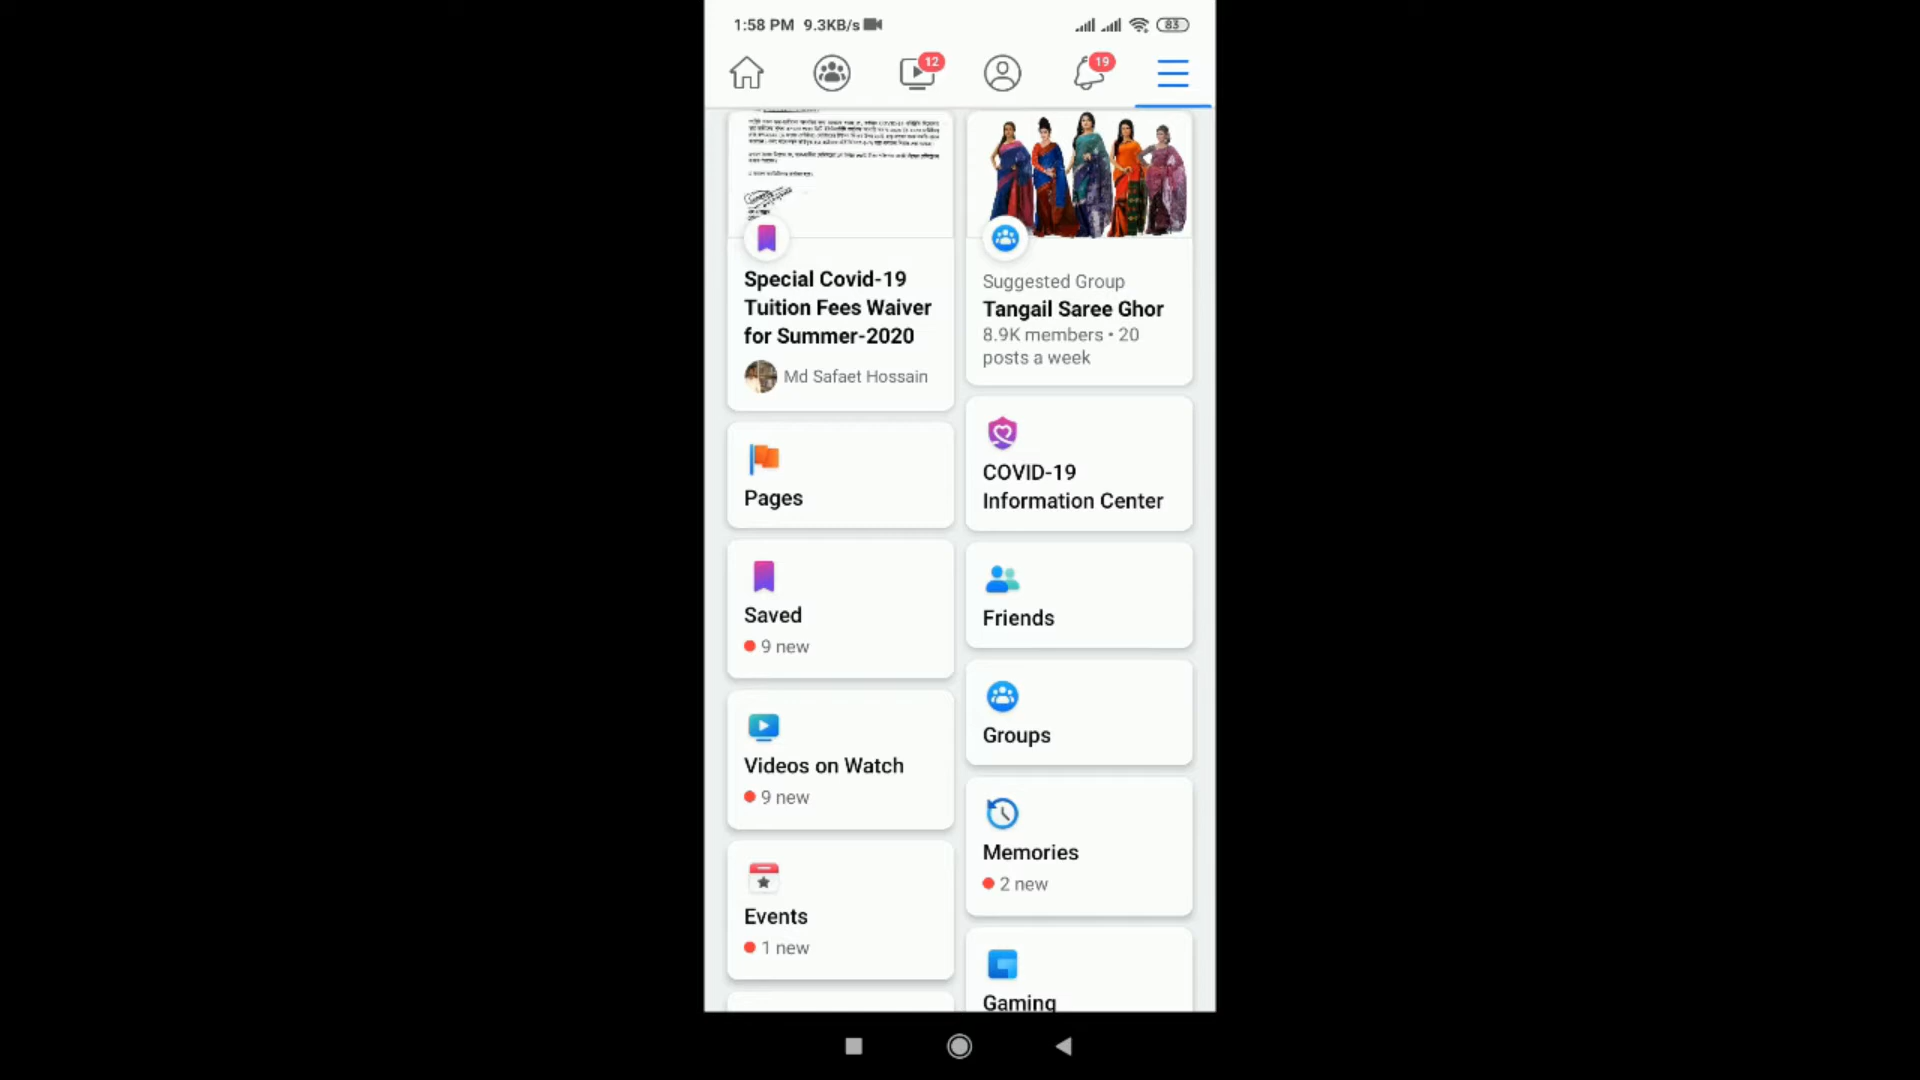 1:58 PM 9.3KB/s
83
12
19
Special Covid-19
Tuition Fees Waiver
for Summer-2020
Md Safaet Hossain
Suggested Group
Tangail Saree Ghor
8.9K members • 20
posts a week
Pages
COVID-19
Information Center
Saved
9 new
Friends
Videos on Watch
9 new
Groups
Memories
2 new
Events
1 new
Gaming